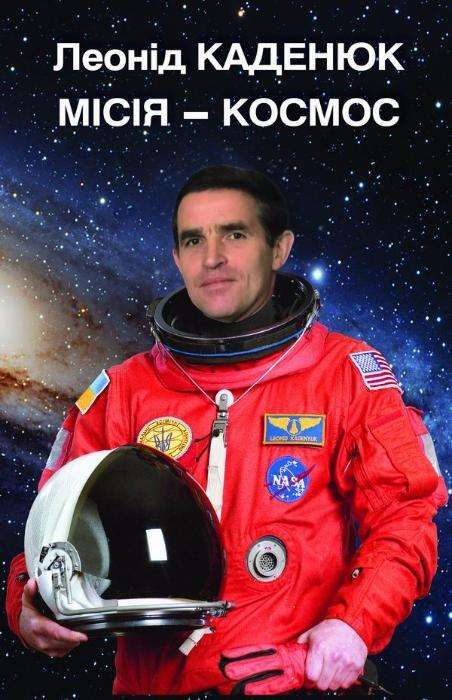 Леонід КАДЕНЮК
МІСІЯ – КОСМОС
LEONID KADENYUK
NASA